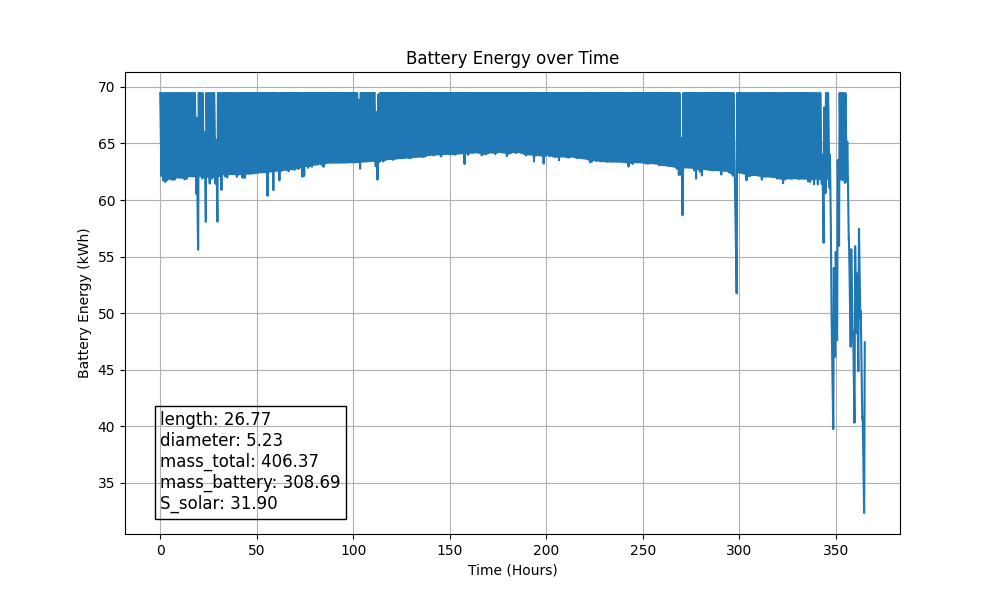 Battery Energy over Time
Battery Energy (kWh)
70
65
60
55
50
45
40
35
length: 26.77
diameter: 5.23
mass_total: 406.37
mass_battery: 308.69
S_solar: 31.90
0 50 100 150 200 250 300 350
Time (Hours)